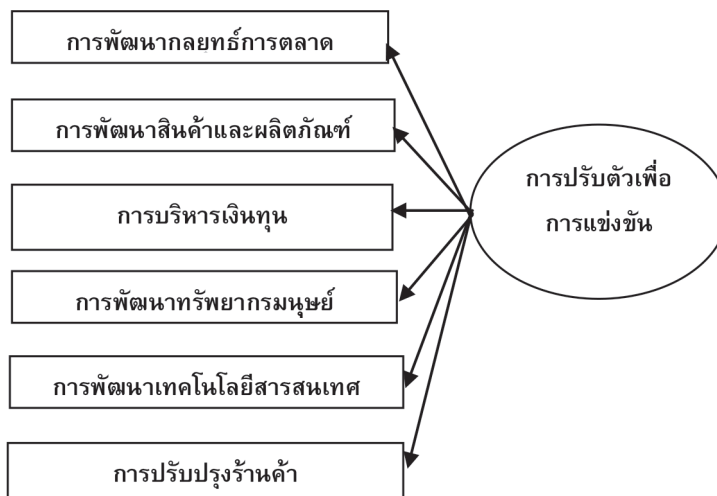 การพัฒนากลยุทธ์การตลาด
การพัฒนาสินค้าและผลิตภัณฑ์
การบริหารเงินทุน
การพัฒนาทรัพยากรมนุษย์
การพัฒนาเทคโนโลยีสารสนเทศ
การปรับปรุงร้านค้า
การปรับตัวเพื่อ
การแข่งขัน